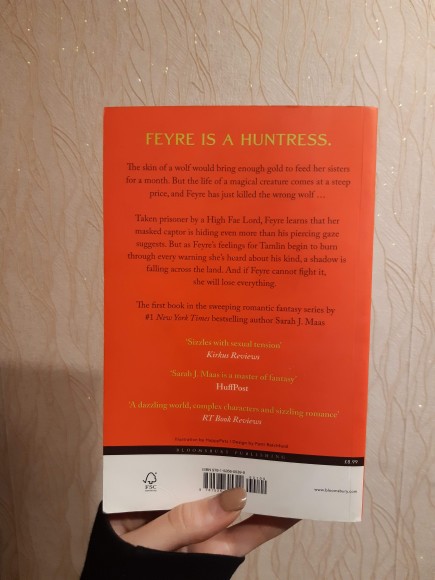 FEYRE IS A HUNTRESS.
The skin of a wolf would bring enough gold to feed her sisters
for a month. But the life of a magical creature comes at a steep
price, and Feyre has just killed the wrong wolf ...
Taken prisoner by a High Fae Lord, Feyre learns that her
masked captor is hiding even more than his piercing gaze
suggests. But as Feyre's feelings for Tamlin begin to burn
through every warning she's heard about his kind, a shadow is
falling across the land. And if Feyre cannot fight it,
she will lose everything.
The first book in the sweeping romantic fantasy series by
#1 New York Times bestselling author Sarah J. Maas
'Sizzles with sexual tension'
Kirkus Reviews
'Sarah J. Maas is a master of fantasy'
HuffPost
'A dazzling world, complex characters and sizzling romance'
RT Book Reviews
BLOOMSBURY PUBLISHING
£8.99
FSC
www.bloomsbury.com